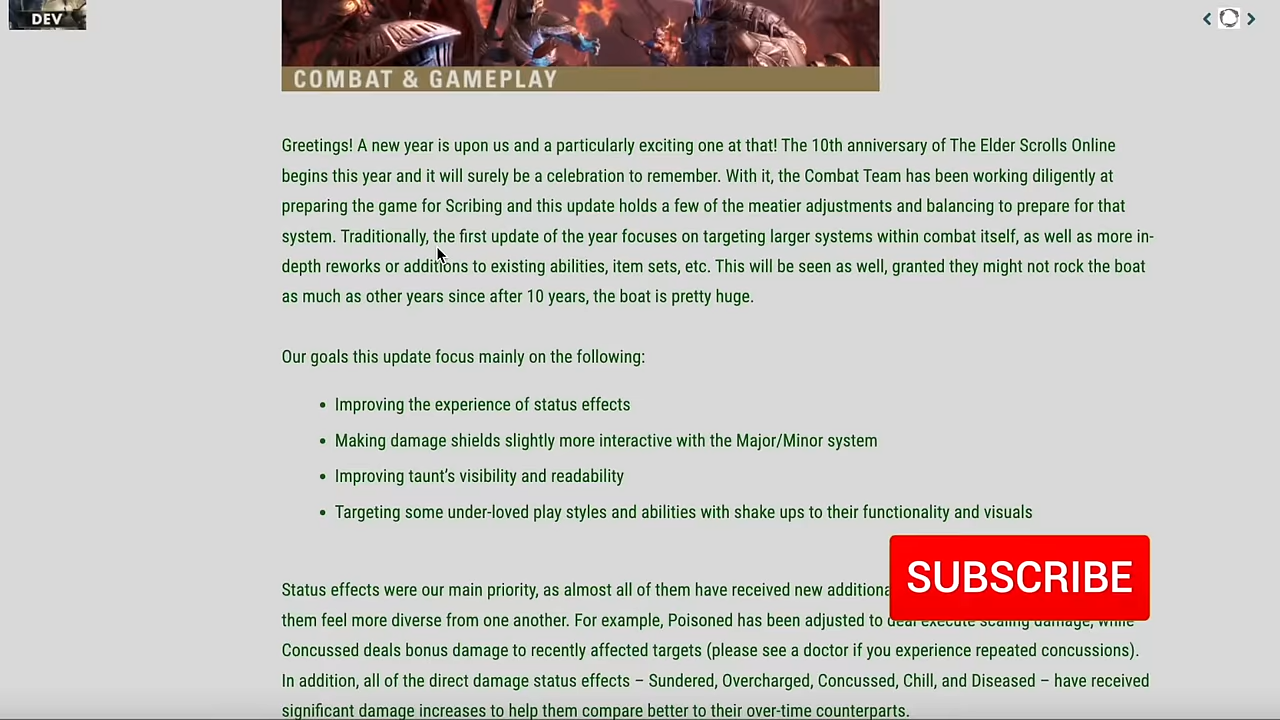 DEV
COMBAT & GAMEPLAY
Greetings! A new year is upon us and a particularly exciting one at that! The 10th anniversary of The Elder Scrolls Online
begins this year and it will surely be a celebration to remember. With it, the Combat Team has been working diligently at
preparing the game for Scribing and this update holds a few of the meatier adjustments and balancing to prepare for that
system. Traditionally, the first update of the year focuses on targeting larger systems within combat itself, as well as more in-
depth reworks or additions to existing abilities, item sets, etc. This will be seen as well, granted they might not rock the boat
as much as other years since after 10 years, the boat is pretty huge.
Our goals this update focus mainly on the following:
• Improving the experience of status effects
• Making damage shields slightly more interactive with the Major/Minor system
• Improving taunt's visibility and readability
• Targeting some under-loved play styles and abilities with shake ups to their functionality and visuals
SUBSCRIBE
Status effects were our main priority, as almost all of them have received new
them feel more diverse from one another. For example, Poisoned has been adjusted to deal execute scaling damage, while
Concussed deals bonus damage to recently affected targets (please see a doctor if you experience repeated concussions).
In addition, all of the direct damage status effects – Sundered, Overcharged, Concussed, Chill, and Diseased – have received
significant damage increases to help them compare better to their over-time counterparts.